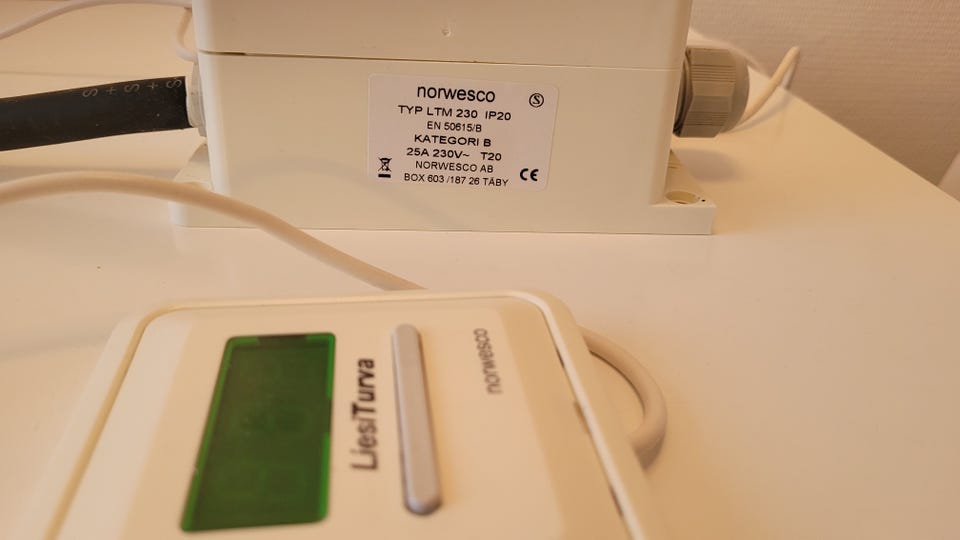 S + S + S
norwesco
S
TYP LTM 230 IP20
EN 50615/B
KATEGORI B
25A 230V~ T20
NORWESCO AB
BOX 603 /187 26 TÄBY
CE
LiesiTurva
norwesco